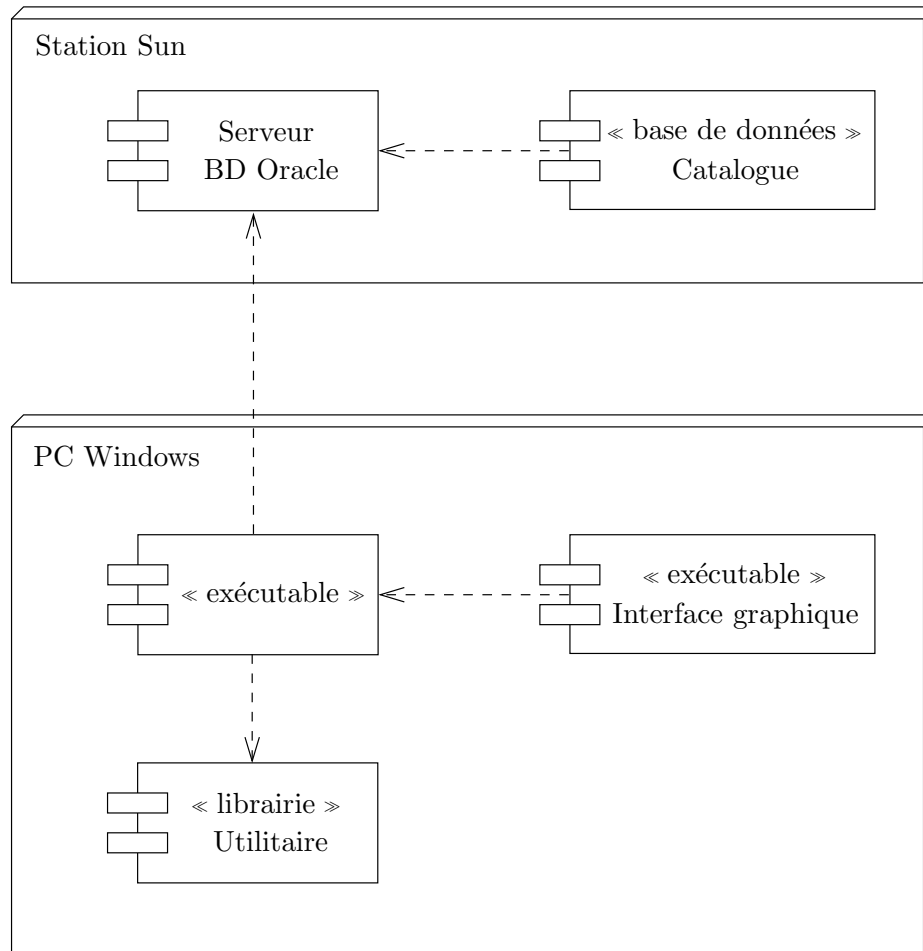 Station Sun
Serveur
BD Oracle
≪ base de données ≫
Catalogue
PC Windows
≪ exécutable ≫
≪ exécutable ≫
Interface graphique
≪ librairie ≫
Utilitaire